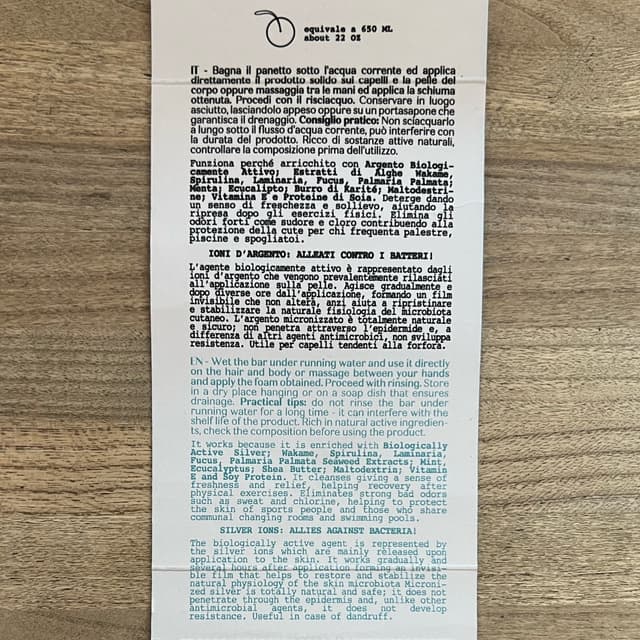 equivale a 650 ML
about 22 OZ
IT - Bagna il panetto sotto l'acqua corrente ed applica
direttamente il prodotto solido sui capelli e la pelle del
corpo oppure massaggia tra le mani ed applica la schiuma
ottenuta. Procedi con il risciacquo. Conservare in luogo
asciutto, lasciandolo appeso oppure su un portasapone che
garantisca il drenaggio. Consiglio pratico: Non sciacquarlo
a lungo sotto il flusso d'acqua corrente, può interferire con
la durata del prodotto. Ricco di sostanze attive naturali,
controllare la composizione prima dell'utilizzo.
Funziona perché arricchito con Argento Biologi-
camente Attivo; Estratti di Alghe Wakame,
Spirulina, Laminaria, Fucus, Palmaria Palmata;
Menta; Ecucalipto; Burro di Karité; Maltodestri-
ne; Vitamina E e Proteine di Soia. Deterge dando
un senso di freschezza e sollievo, aiutando la
ripresa dopo gli esercizi fisici. Elimina gli
odori forti come sudore e cloro contribuendo alla
protezione della cute per chi frequenta palestre,
piscine e spogliatoi.
IONI D'ARGENTO: ALLEATI CONTRO I BATTERI!
L'agente biologicamente attivo è rappresentato dagli
ioni d'argento che vengono prevalentemente rilasciati
all'applicazione sulla pelle. Agisce gradualmente e
dopo diverse ore dall'applicazione, formando un film
invisibile che non altera, anzi aiuta a ripristinare
e stabilizzare la naturale fisiologia del microbiota
cutaneo. L'argento micronizzato è totalmente naturale
e sicuro; non penetra attraverso l'epidermide e, a
differenza di altri agenti antimicrobici, non sviluppa
resistenza. Utile per capelli tendenti alla forfora.
EN - Wet the bar under running water and use it directly
on the hair and body or massage between your hands
and apply the foam obtained. Proceed with rinsing. Store
in a dry place hanging or on a soap dish that ensures
drainage. Practical tips: do not rinse the bar under
running water for a long time - it can interfere with the
shelf life of the product. Rich in natural active ingredien-
ts, check the composition before using the product.
It works because it is enriched with Biologically
Active Silver; Wakame, Spirulina, Laminaria,
Fucus, Palmaria Palmata Seaweed Extracts; Mint,
Ecucalyptus; Shea Butter; Maltodextrin; Vitamin
E and Soy Protein. It cleanses giving a sense of
freshness and relief, helping recovery after
physical exercises. Eliminates strong bad odors
such as sweat and chlorine, helping to protect
the skin of sports people and those who share
communal changing rooms and swimming pools.
SILVER IONS: ALLIES AGAINST BACTERIA!
The biologically active agent is represented by
the silver ions which are mainly released upon
application to the skin. It works gradually and
several hours after application forming an invisi-
ble film that helps to restore and stabilize the
natural physiology of the skin microbiota Microni-
zed silver is totally natural and safe; it does not
penetrate through the epidermis and, unlike other
antimicrobial agents, it does not develop
resistance. Useful in case of dandruff.